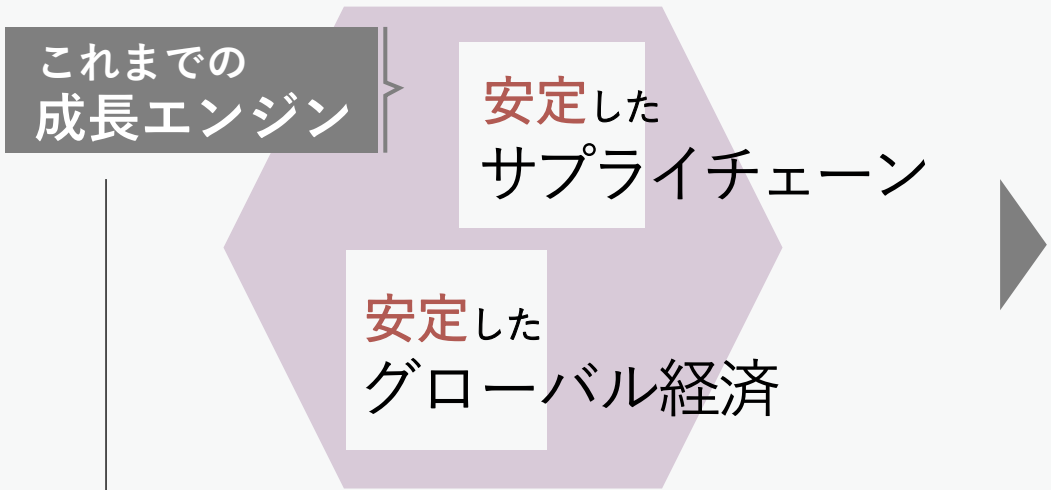 これまでの
成長エンジン
安定した
サプライチェーン
安定した
グローバル経済